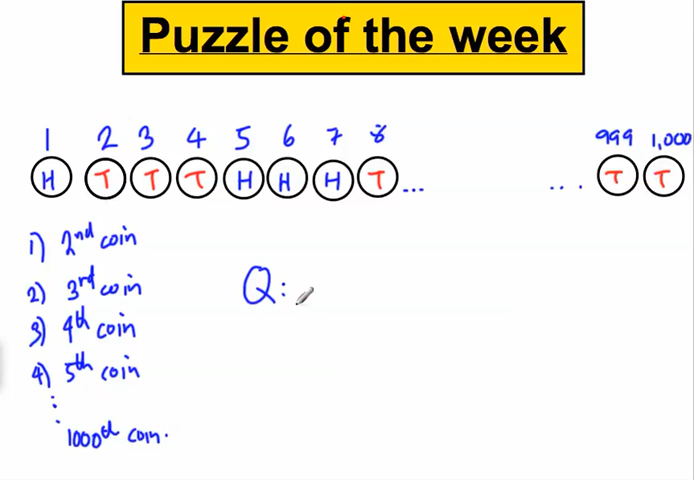 Puzzle of the week
1 2 3 4 5 6 7 8 999 1,000
H T T T H H H T ... ... T T
1) 2nd coin
2) 3rd coin
Q:
3) 4th coin
4) 5th coin
⋮
1000th coin.